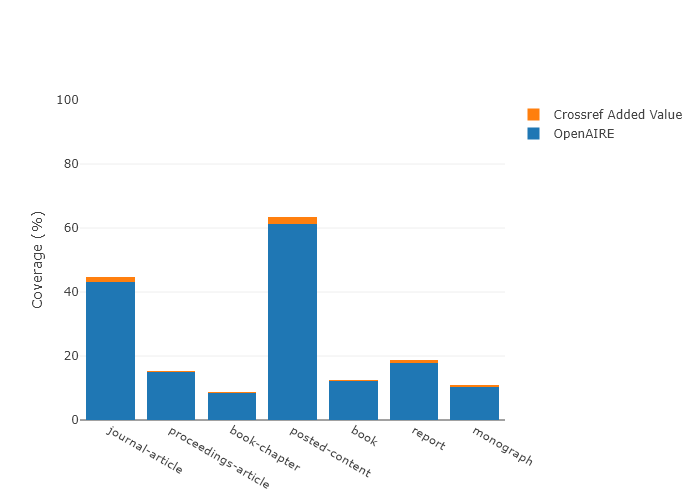 Crossref Added Value
OpenAIRE
Coverage (%)
100
80
60
40
20
0
journal-article
proceedings-article
book-chapter
posted-content
book
report
monograph